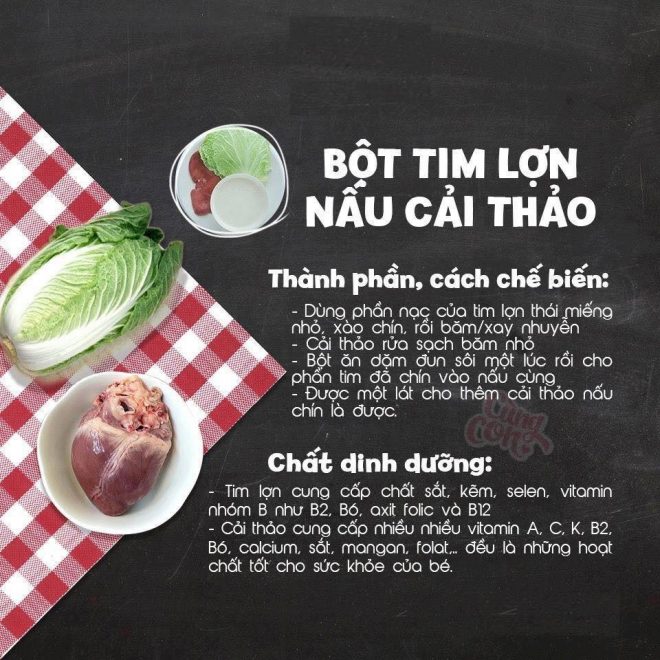 BỘT TIM LỢN
NẤU CẢI THẢO
Thành phần, cách chế biến:
- Dùng phần nạc của tim lợn thái miếng
nhỏ, xào chín, rồi băm/xay nhuyễn
- Cải thảo rửa sạch băm nhỏ
- Bột ăn dặm đun sôi một lúc rồi cho
phần tim đã chín vào nấu cùng
- Được một lát cho thêm cải thảo nấu
chín là được.
Cùng
Con
Chất dinh dưỡng:
- Tim lợn cung cấp chất sắt, kẽm, selen, vitamin
nhóm B như B2, B6, axit folic và B12
- Cải thảo cung cấp nhiều nhiều vitamin A, C, K, B2,
B6, calcium, sắt, mangan, folat,.. đều là những hoạt
chất tốt cho sức khỏe của bé.